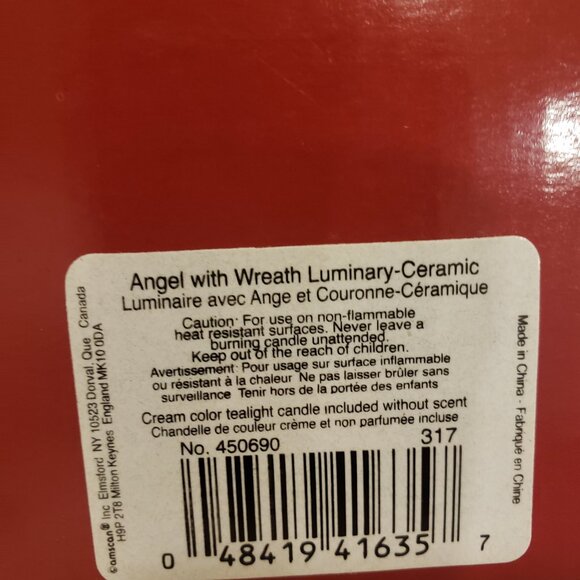 Angel with Wreath Luminary-Ceramic
Luminaire avec Ange et Couronne-Céramique
Caution: For use on non-flammable
heat resistant surfaces. Never leave a
burning candle unattended.
Keep out of the reach of children.
Avertissement: Pour usage sur surface inflammable
ou résistant à la chaleur Ne pas laisser brûler sans
surveillance Tenir hors de la portée des enfants
Cream color tealight candle included without scent
Chandelle de couleur crème et non parfumée incluse
No. 450690 317
0 48419 41635 7
©amscan® Inc Elmsford, NY 10523 Dorval, Que Canada
H9P 2T8 Milton Keynes England MK10 0DA
Made in China - Fabriqué en Chine